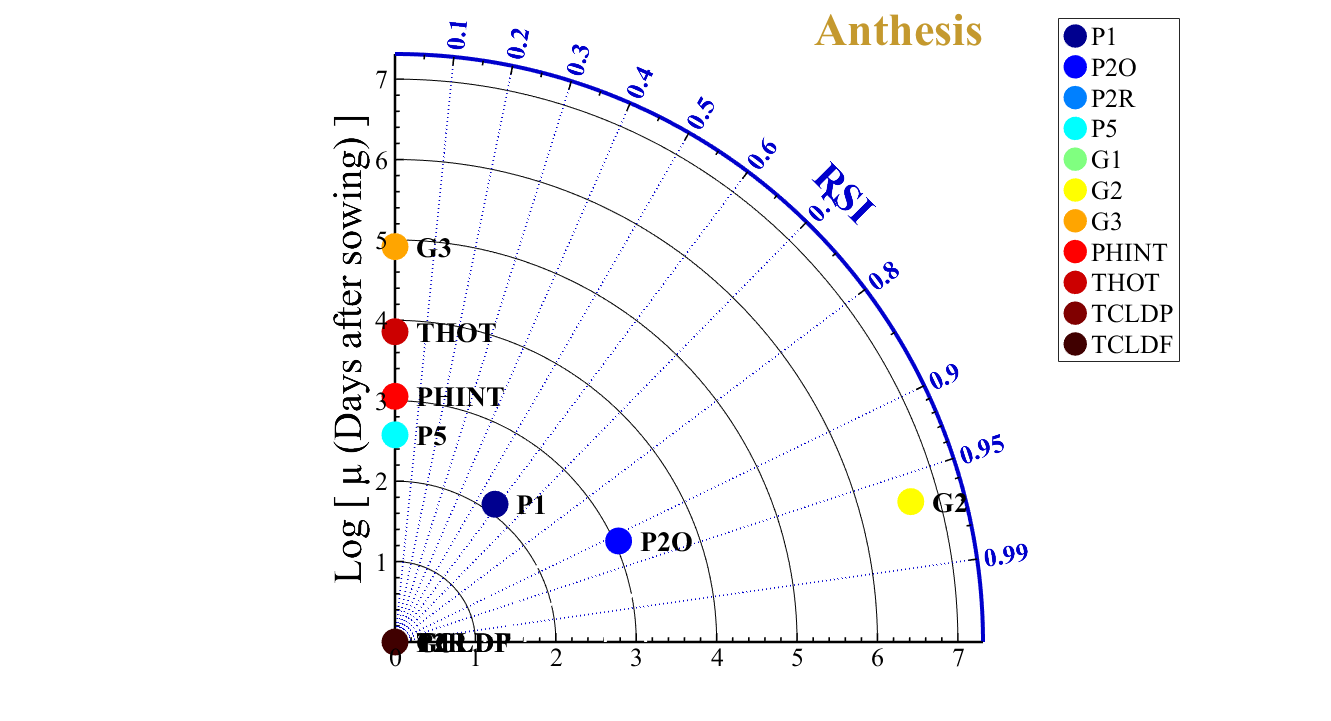 Anthesis
0.1
0.2
0.3
0.4
0.5
0.6
0.7
0.8
0.9
0.95
0.99
RSI
Log [ μ (Days after sowing) ]
7
6
5
4
3
2
1
0 1 2 3 4 5 6 7
G3
THOT
PHINT
P5
P1
P2O
G2
P1
P2O
P2R
P5
G1
G2
G3
PHINT
THOT
TCLDP
TCLDF